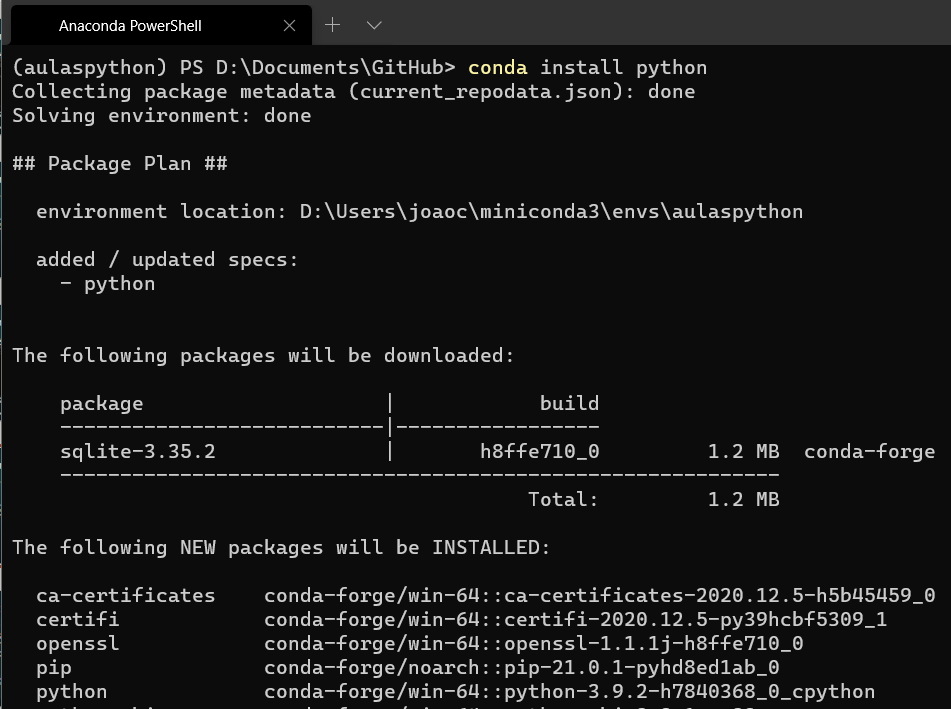 Anaconda PowerShell
(aulaspython) PS D:\Documents\GitHub> conda install python
Collecting package metadata (current_repodata.json): done
Solving environment: done
## Package Plan ##
environment location: D:\Users\joaoc\miniconda3\envs\aulaspython
added / updated specs:
- python
The following packages will be downloaded:
package | build
---------------------------|-----------------
sqlite-3.35.2 | h8ffe710_0 1.2 MB conda-forge
------------------------------------------------------------
Total: 1.2 MB
The following NEW packages will be INSTALLED:
ca-certificates conda-forge/win-64::ca-certificates-2020.12.5-h5b45459_0
certifi conda-forge/win-64::certifi-2020.12.5-py39hcbf5309_1
openssl conda-forge/win-64::openssl-1.1.1j-h8ffe710_0
pip conda-forge/noarch::pip-21.0.1-pyhd8ed1ab_0
python conda-forge/win-64::python-3.9.2-h7840368_0_cpython